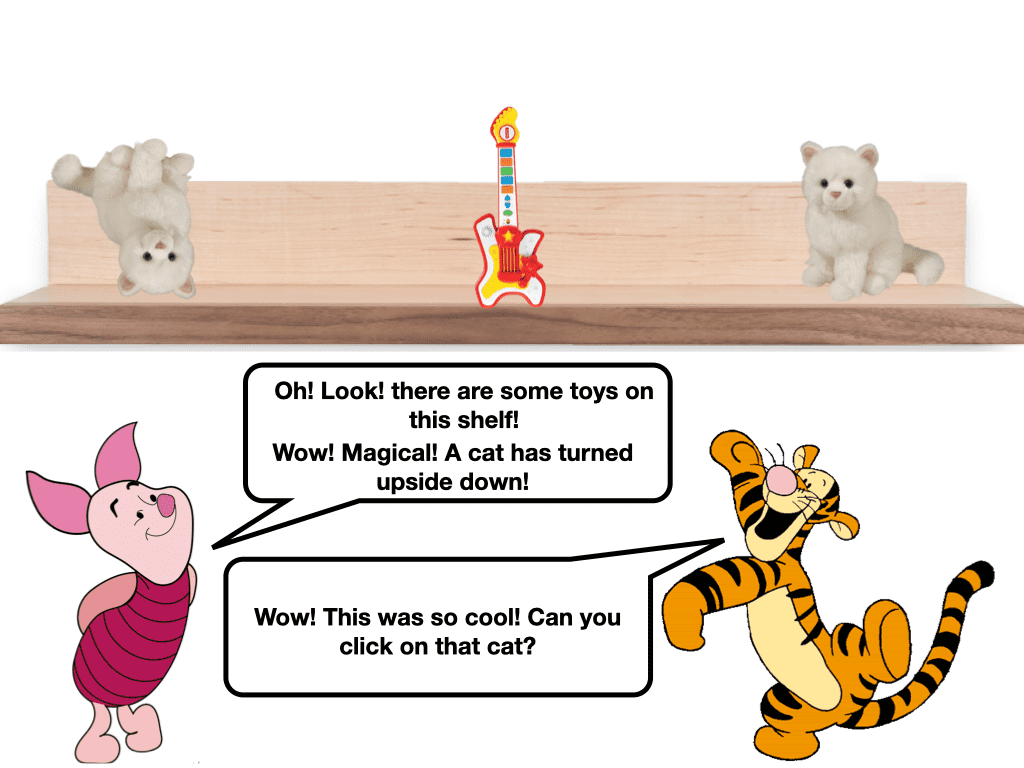 Oh! Look! there are some toys on
this shelf!
Wow! Magical! A cat has turned
upside down!
Wow! This was so cool! Can you
click on that cat?